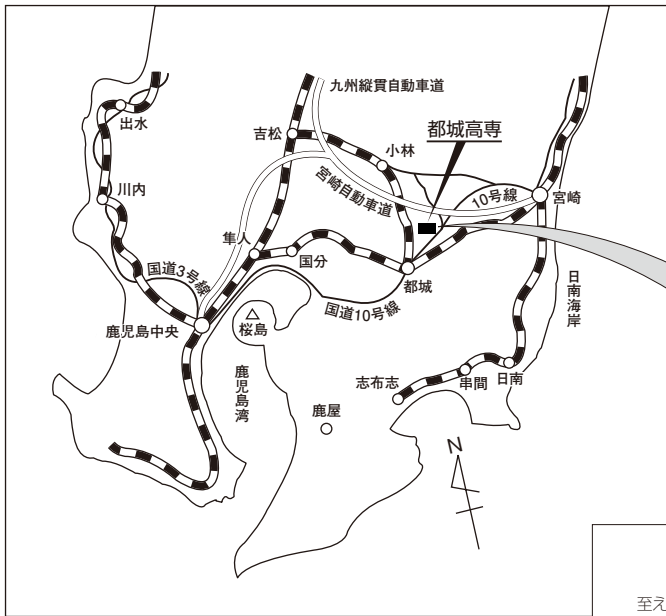 九州縦貫自動車道
出水
吉松
都城高専
小林
川内
宮崎自動車道
10号線
宮崎
隼人
国分
国道3号線
都城
国道10号線
日南海岸
鹿児島中央
桜島
鹿児島湾
志布志
串間
日南
鹿屋
N
至え